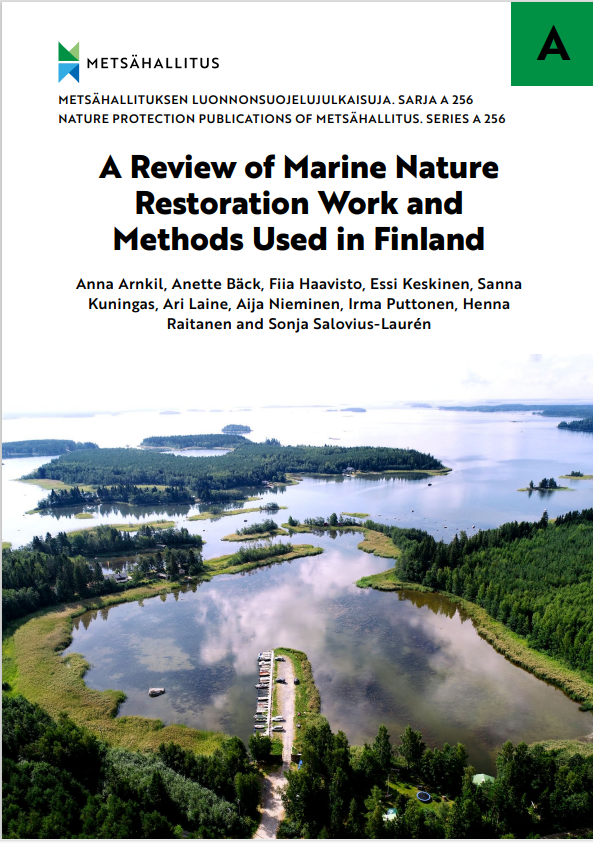 A
METSÄHALLITUS
METSÄHALLITUKSEN LUONNONSUOJELUJULKAISUJA. SARJA A 256
NATURE PROTECTION PUBLICATIONS OF METSÄHALLITUS. SERIES A 256
A Review of Marine Nature
Restoration Work and
Methods Used in Finland
Anna Arnkil, Anette Bäck, Fiia Haavisto, Essi Keskinen, Sanna
Kuningas, Ari Laine, Aija Nieminen, Irma Puttonen, Henna
Raitanen and Sonja Salovius-Laurén